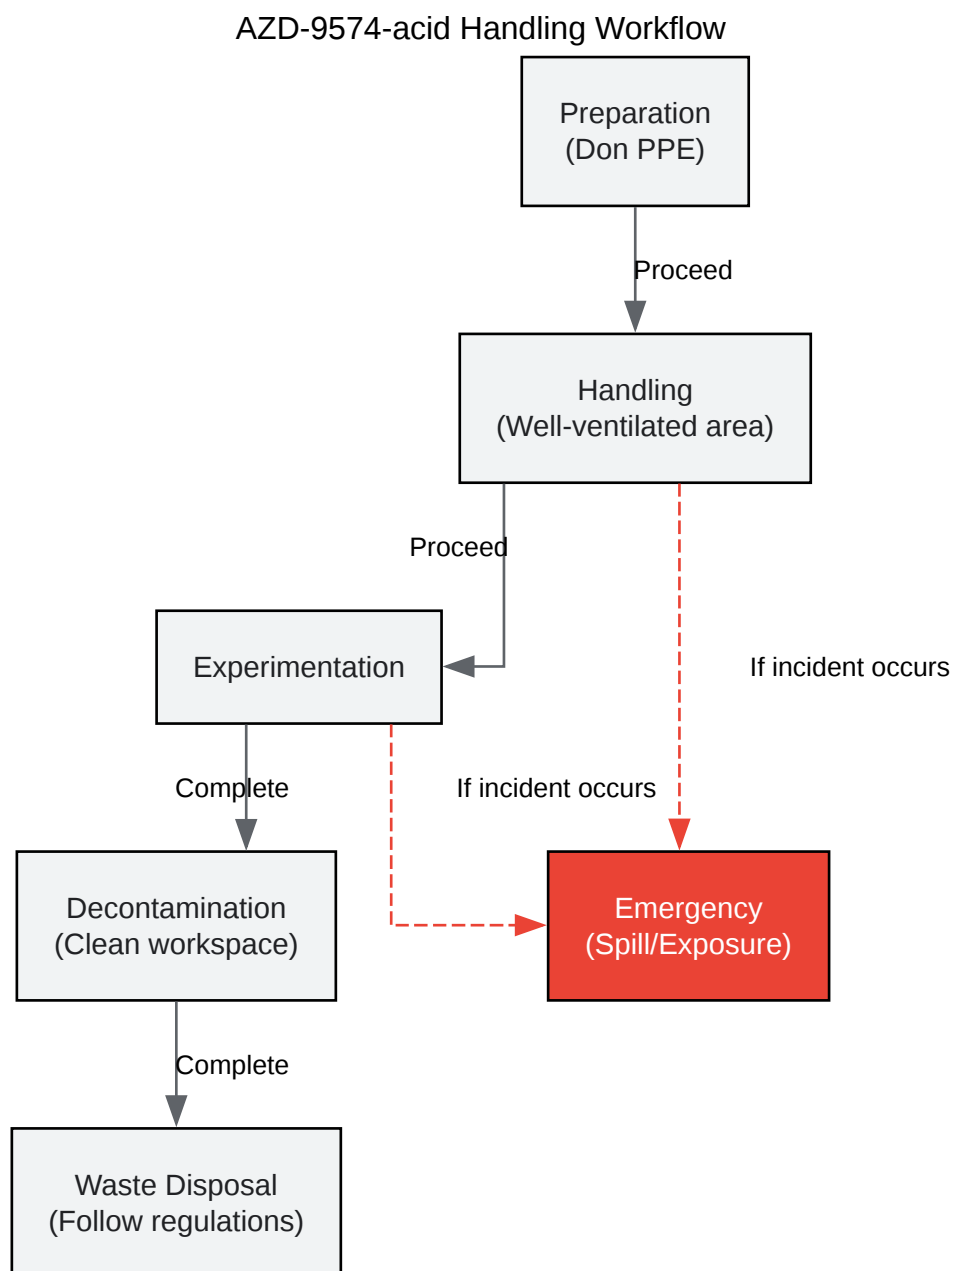 AZD-9574-acid Handling Workflow
Preparation
(Don PPE)
Proceed
Handling
(Well-ventilated area)
Proceed
Experimentation
If incident occurs
Complete
If incident occurs
Decontamination
(Clean workspace)
Emergency
(Spill/Exposure)
Complete
Waste Disposal
(Follow regulations)